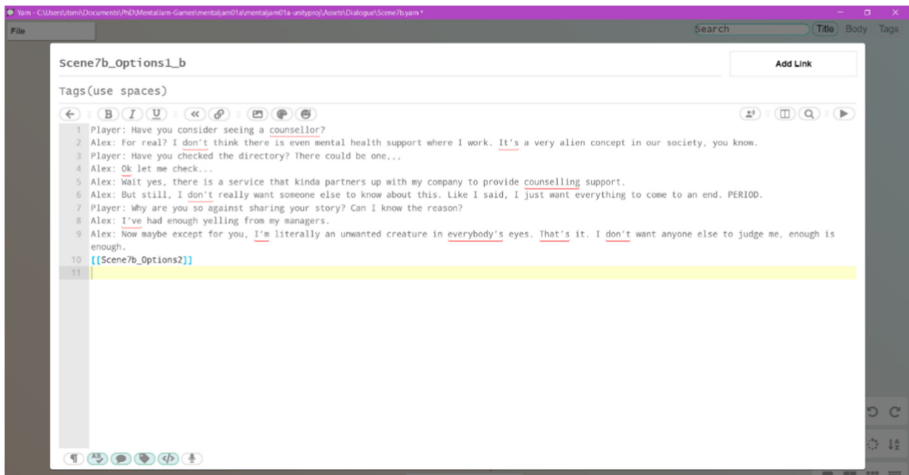 Yarn - C:\Users\tomi\Documents\PhD\MentalJam-Games\mentaljam01a\mentaljam01a-unityproj\Assets\Dialogue\Scene7b.yarn *
File
Search Title Body Tags
Scene7b_Options1_b
Add Link
Tags(use spaces)
B I U
1 Player: Have you consider seeing a counsellor?
2 Alex: For real? I don't think there is even mental health support where I work. It's a very alien concept in our society, you know.
3 Player: Have you checked the directory? There could be one...
4 Alex: Ok let me check...
5 Alex: Wait yes, there is a service that kinda partners up with my company to provide counselling support.
6 Alex: But still, I don't really want someone else to know about this. Like I said, I just want everything to come to an end. PERIOD.
7 Player: Why are you so against sharing your story? Can I know the reason?
8 Alex: I've had enough yelling from my managers.
9 Alex: Now maybe except for you, I'm literally an unwanted creature in everybody's eyes. That's it. I don't want anyone else to judge me, enough is
enough.
10 [[Scene7b_Options2]]
11